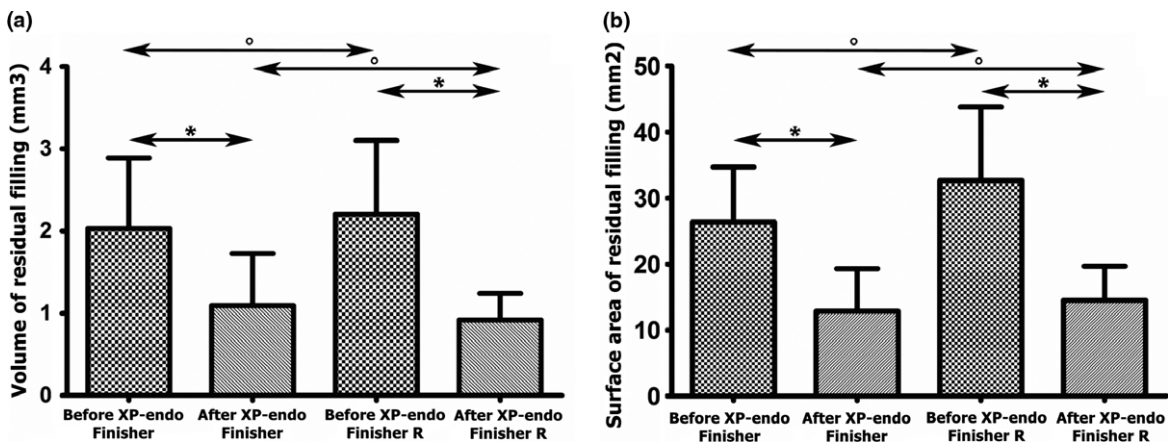 (a)
Volume of residual filling (mm3)
4
3
2
1
0
°
°
*
*
Before XP-endo
Finisher
After XP-endo
Finisher
Before XP-endo
Finisher R
After XP-endo
Finisher R
(b)
Surface area of residual filling (mm2)
50
40
30
20
10
0
°
°
*
*
Before XP-endo
Finisher
After XP-endo
Finisher
Before XP-endo
Finisher R
After XP-endo
Finisher R